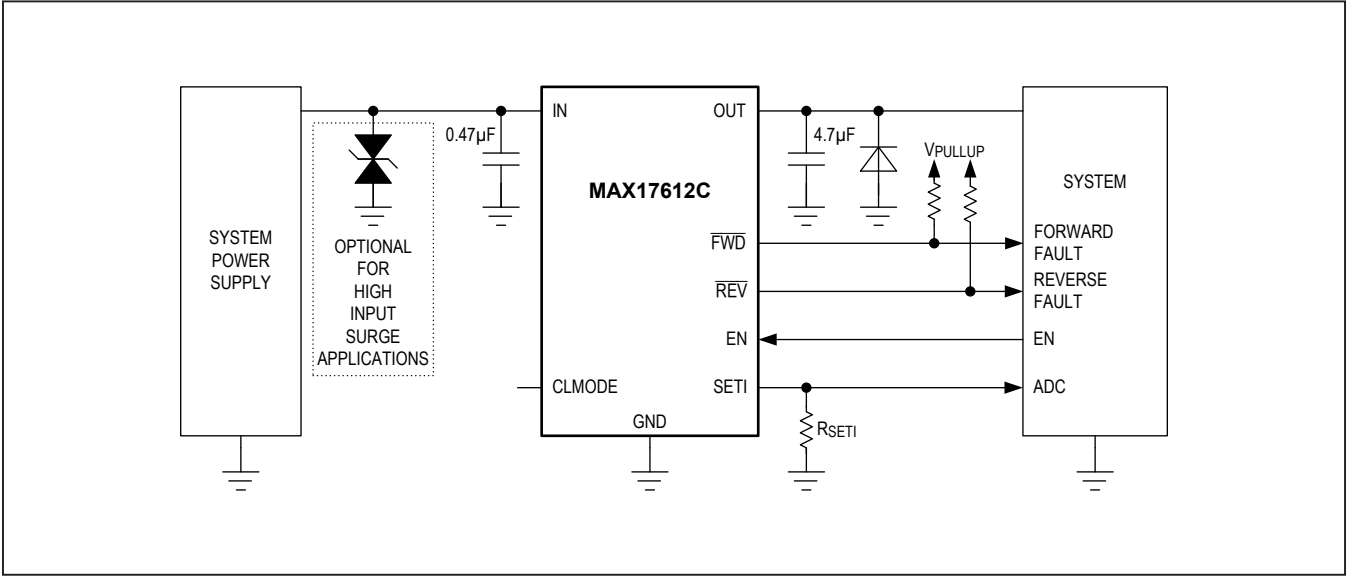 SYSTEM
POWER
SUPPLY
OPTIONAL
FOR
HIGH
INPUT
SURGE
APPLICATIONS
0.47µF
IN
OUT
MAX17612C
FWD
REV
EN
CLMODE
SETI
GND
4.7µF
VPULLUP
RSETI
SYSTEM
FORWARD
FAULT
REVERSE
FAULT
EN
ADC